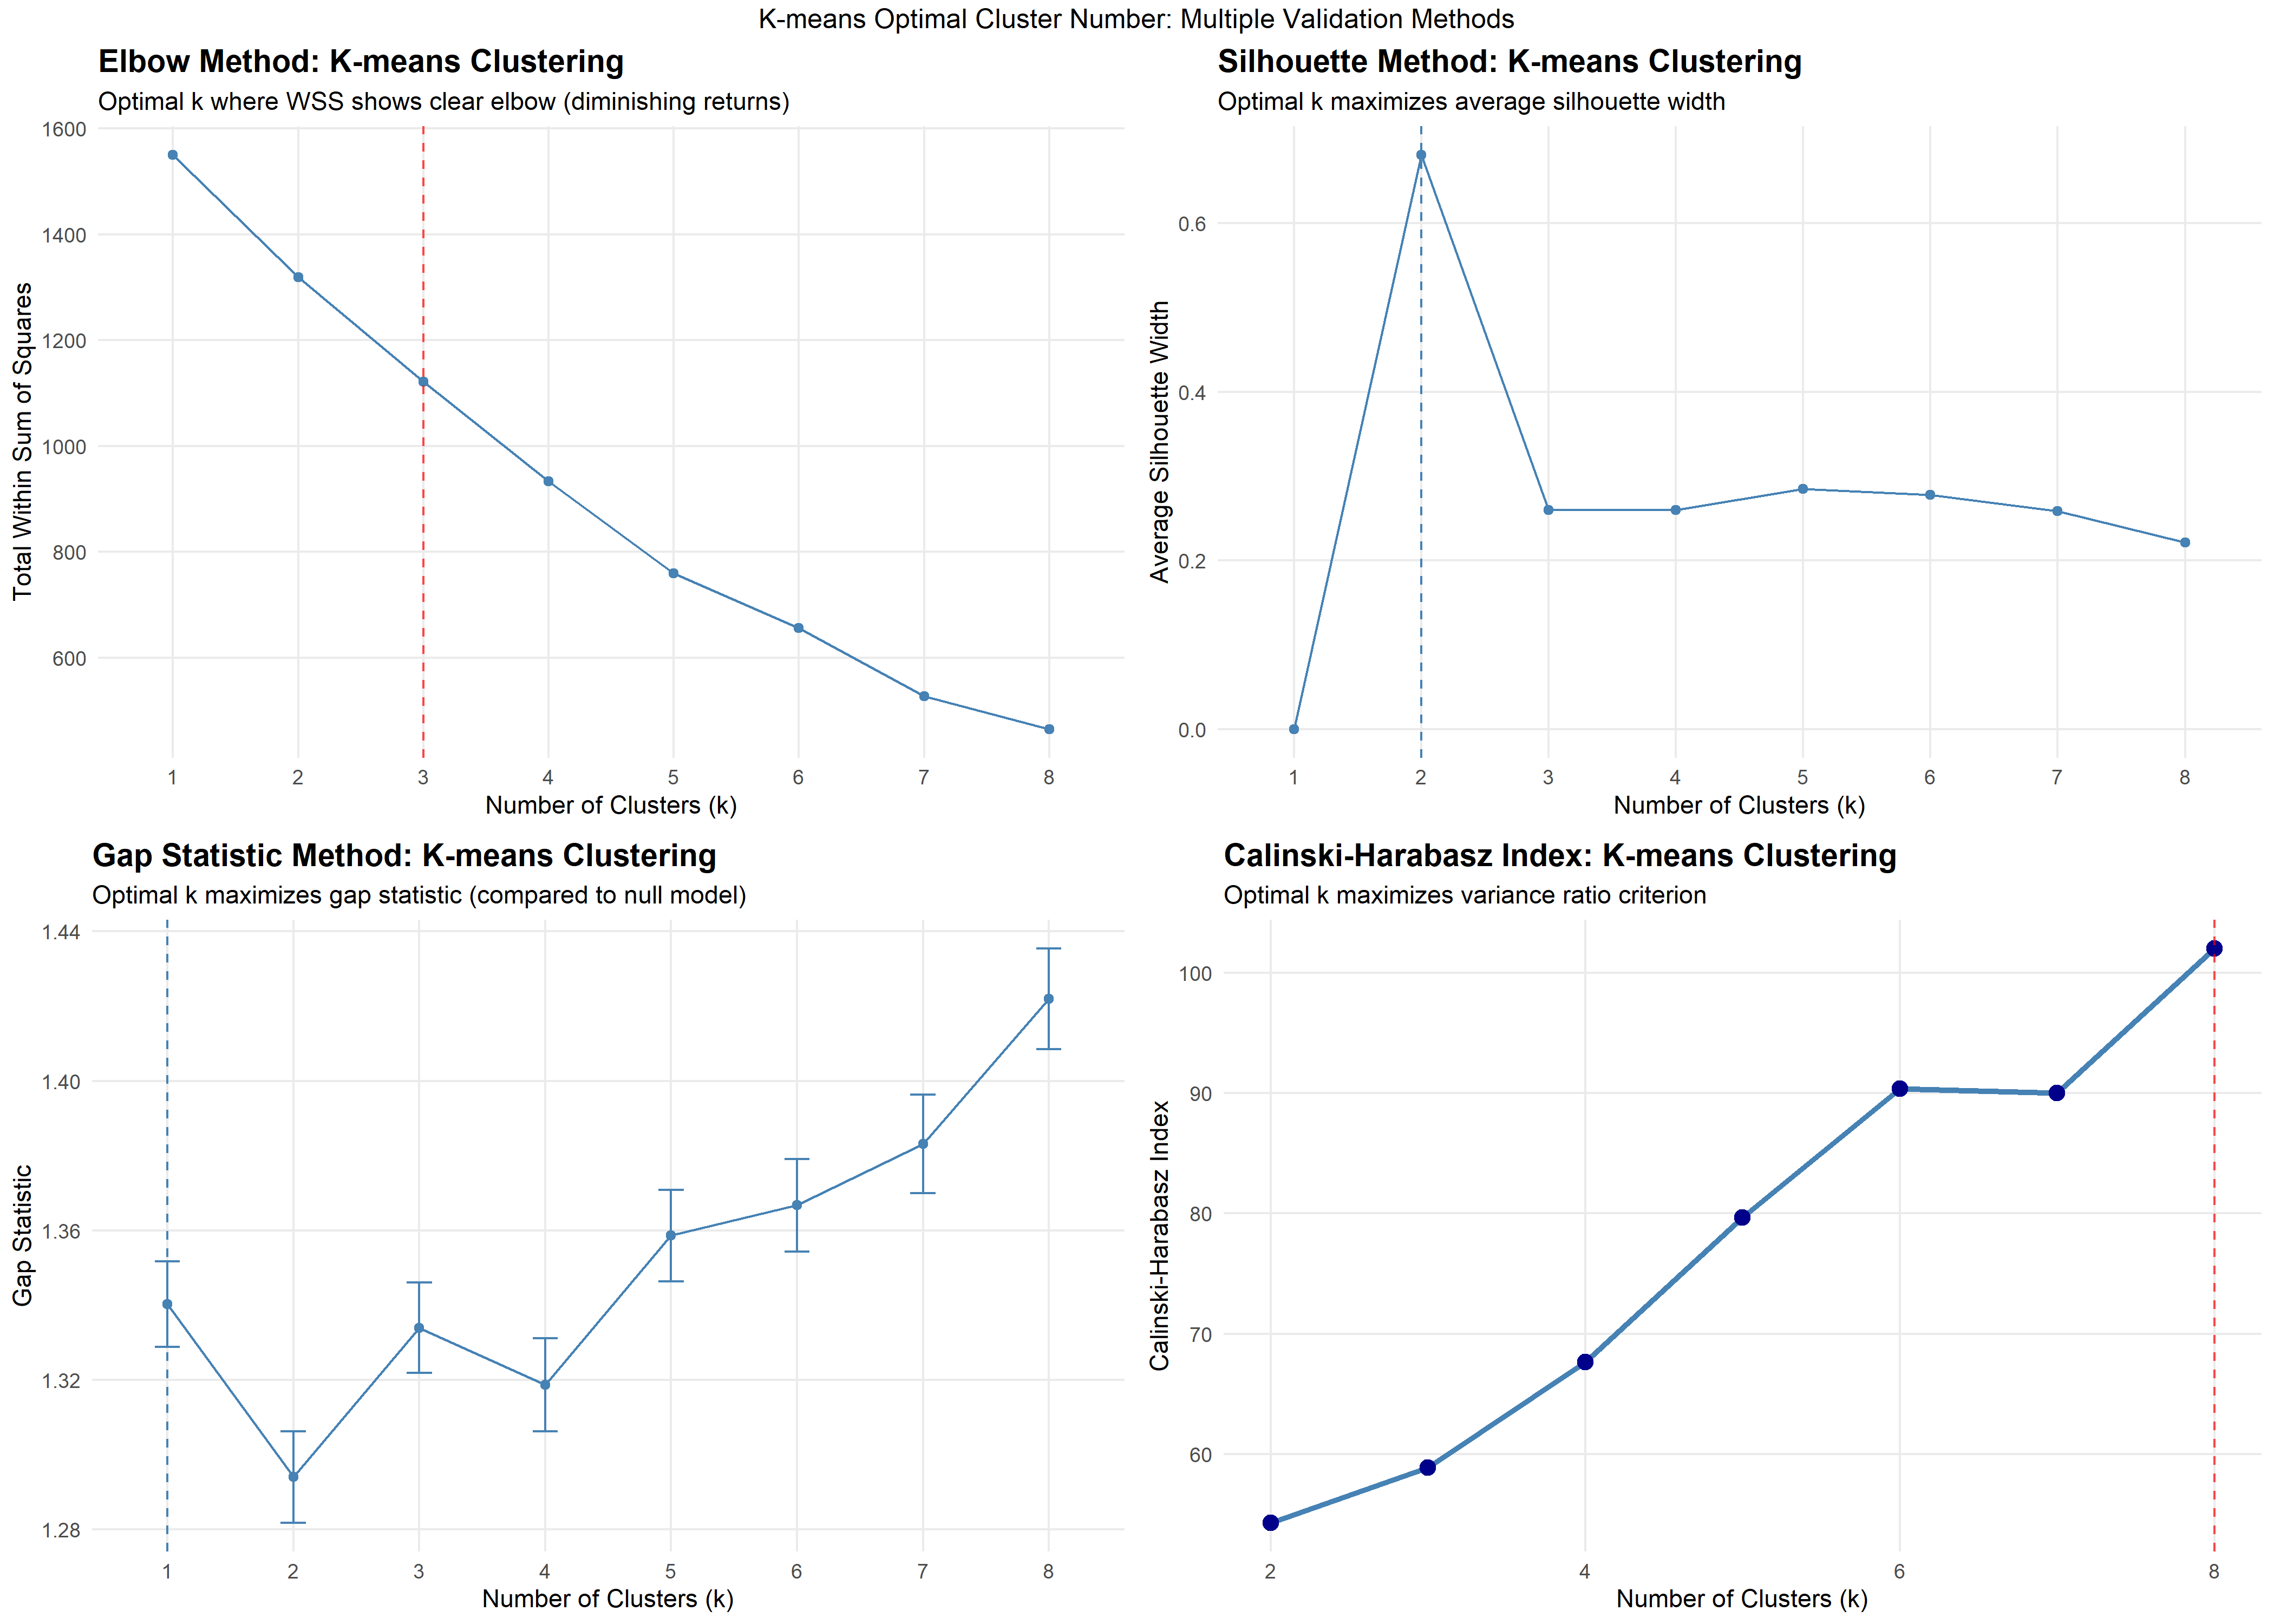 K-means Optimal Cluster Number: Multiple Validation Methods
Elbow Method: K-means Clustering
Optimal k where WSS shows clear elbow (diminishing returns)
Total Within Sum of Squares
1600
1400
1200
1000
800
600
1 2 3 4 5 6 7 8
Number of Clusters (k)
Silhouette Method: K-means Clustering
Optimal k maximizes average silhouette width
Average Silhouette Width
0.6
0.4
0.2
0.0
1 2 3 4 5 6 7 8
Number of Clusters (k)
Gap Statistic Method: K-means Clustering
Optimal k maximizes gap statistic (compared to null model)
Gap Statistic
1.44
1.40
1.36
1.32
1.28
1 2 3 4 5 6 7 8
Number of Clusters (k)
Calinski-Harabasz Index: K-means Clustering
Optimal k maximizes variance ratio criterion
Calinski-Harabasz Index
100
90
80
70
60
2 4 6 8
Number of Clusters (k)